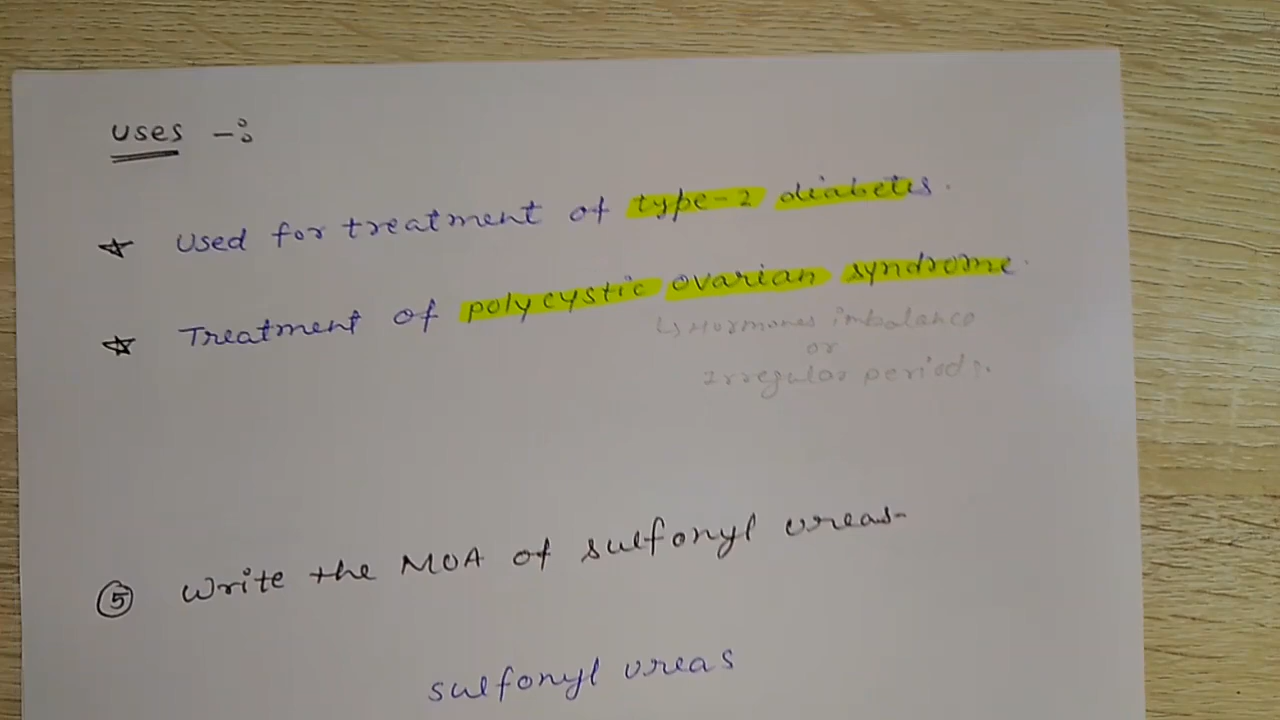 Uses -:
☆ Used for treatment of type-2 diabetes.
☆ Treatment of polycystic ovarian syndrome.
↳ Hormones imbalance
or
Irregular periods.
⑤ Write the MOA of sulfonyl ureas-
sulfonyl ureas